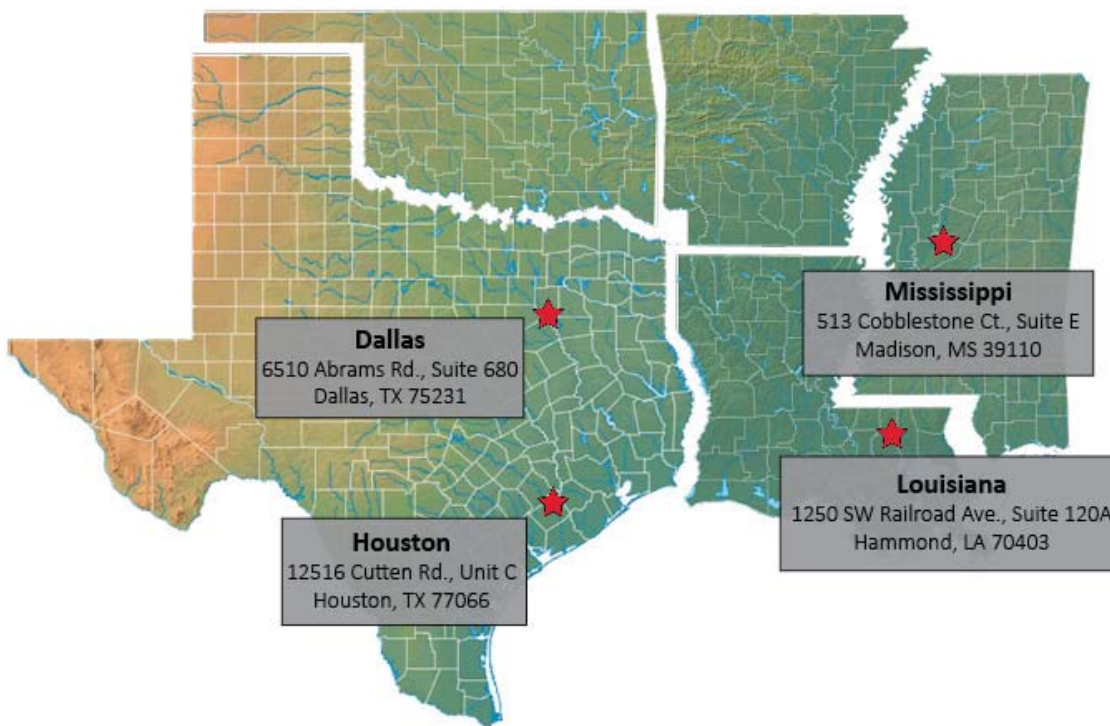 Mississippi
513 Cobblestone Ct., Suite E
Madison, MS 39110
Dallas
6510 Abrams Rd., Suite 680
Dallas, TX 75231
Louisiana
1250 SW Railroad Ave., Suite 120A
Hammond, LA 70403
Houston
12516 Cutten Rd., Unit C
Houston, TX 77066